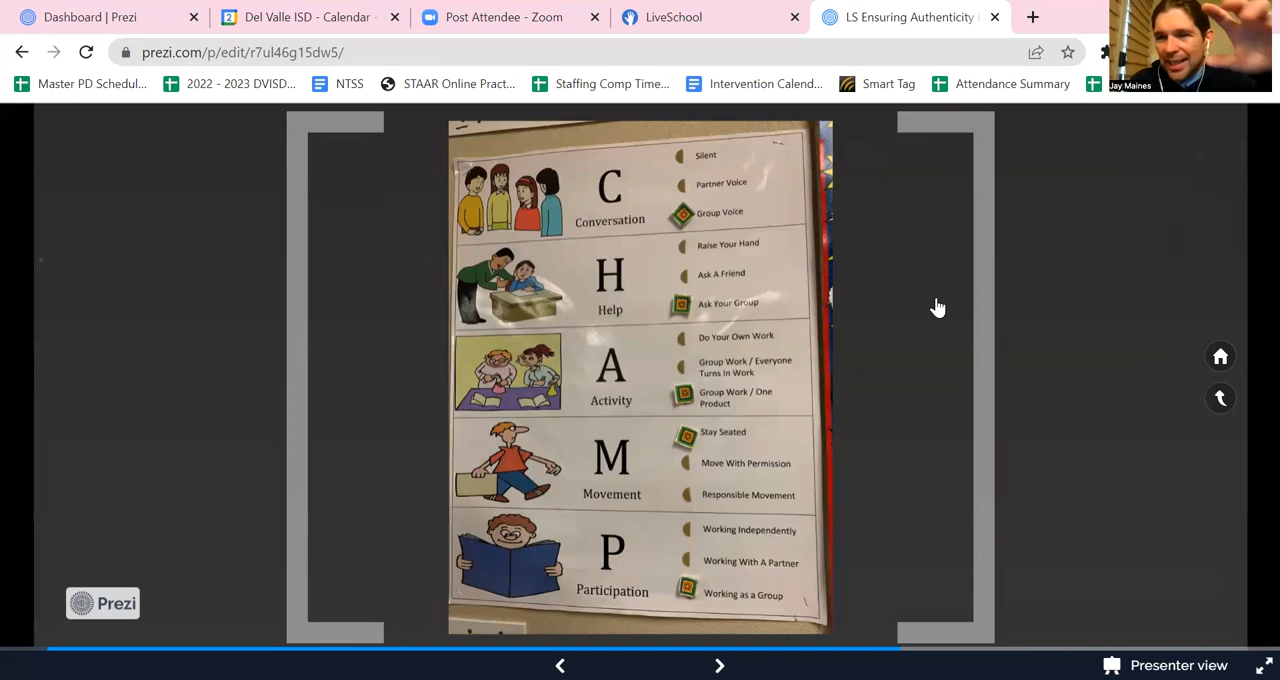 Dashboard | Prezi
Del Valle ISD - Calendar -
Post Attendee - Zoom
LiveSchool
LS Ensuring Authenticity
prezi.com/p/edit/r7ul46g15dw5/
Master PD Schedul...
2022 - 2023 DVISD...
NTSS
STAAR Online Pract...
Staffing Comp Time...
Intervention Calend...
Smart Tag
Attendance Summary
Jay Maines
C
Conversation
Silent
Partner Voice
Group Voice
H
Help
Raise Your Hand
Ask A Friend
Ask Your Group
A
Activity
Do Your Own Work
Group Work / Everyone
Turns In Work
Group Work / One
Product
M
Movement
Stay Seated
Move With Permission
Responsible Movement
P
Participation
Working Independently
Working With A Partner
Working as a Group
Prezi
Presenter view